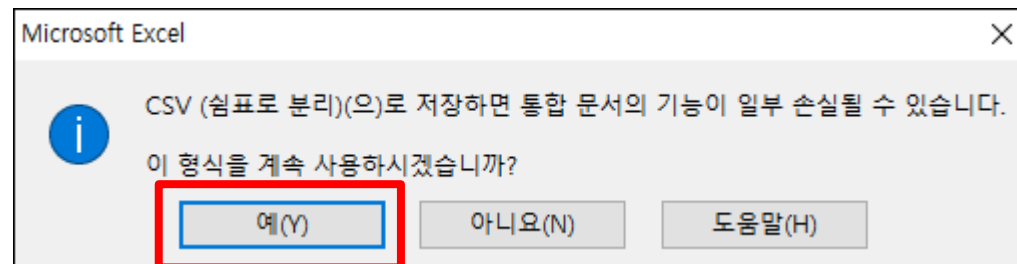 Microsoft Excel
CSV (쉼표로 분리)(으)로 저장하면 통합 문서의 기능이 일부 손실될 수 있습니다.
이 형식을 계속 사용하시겠습니까?
예(Y) 아니요(N) 도움말(H)